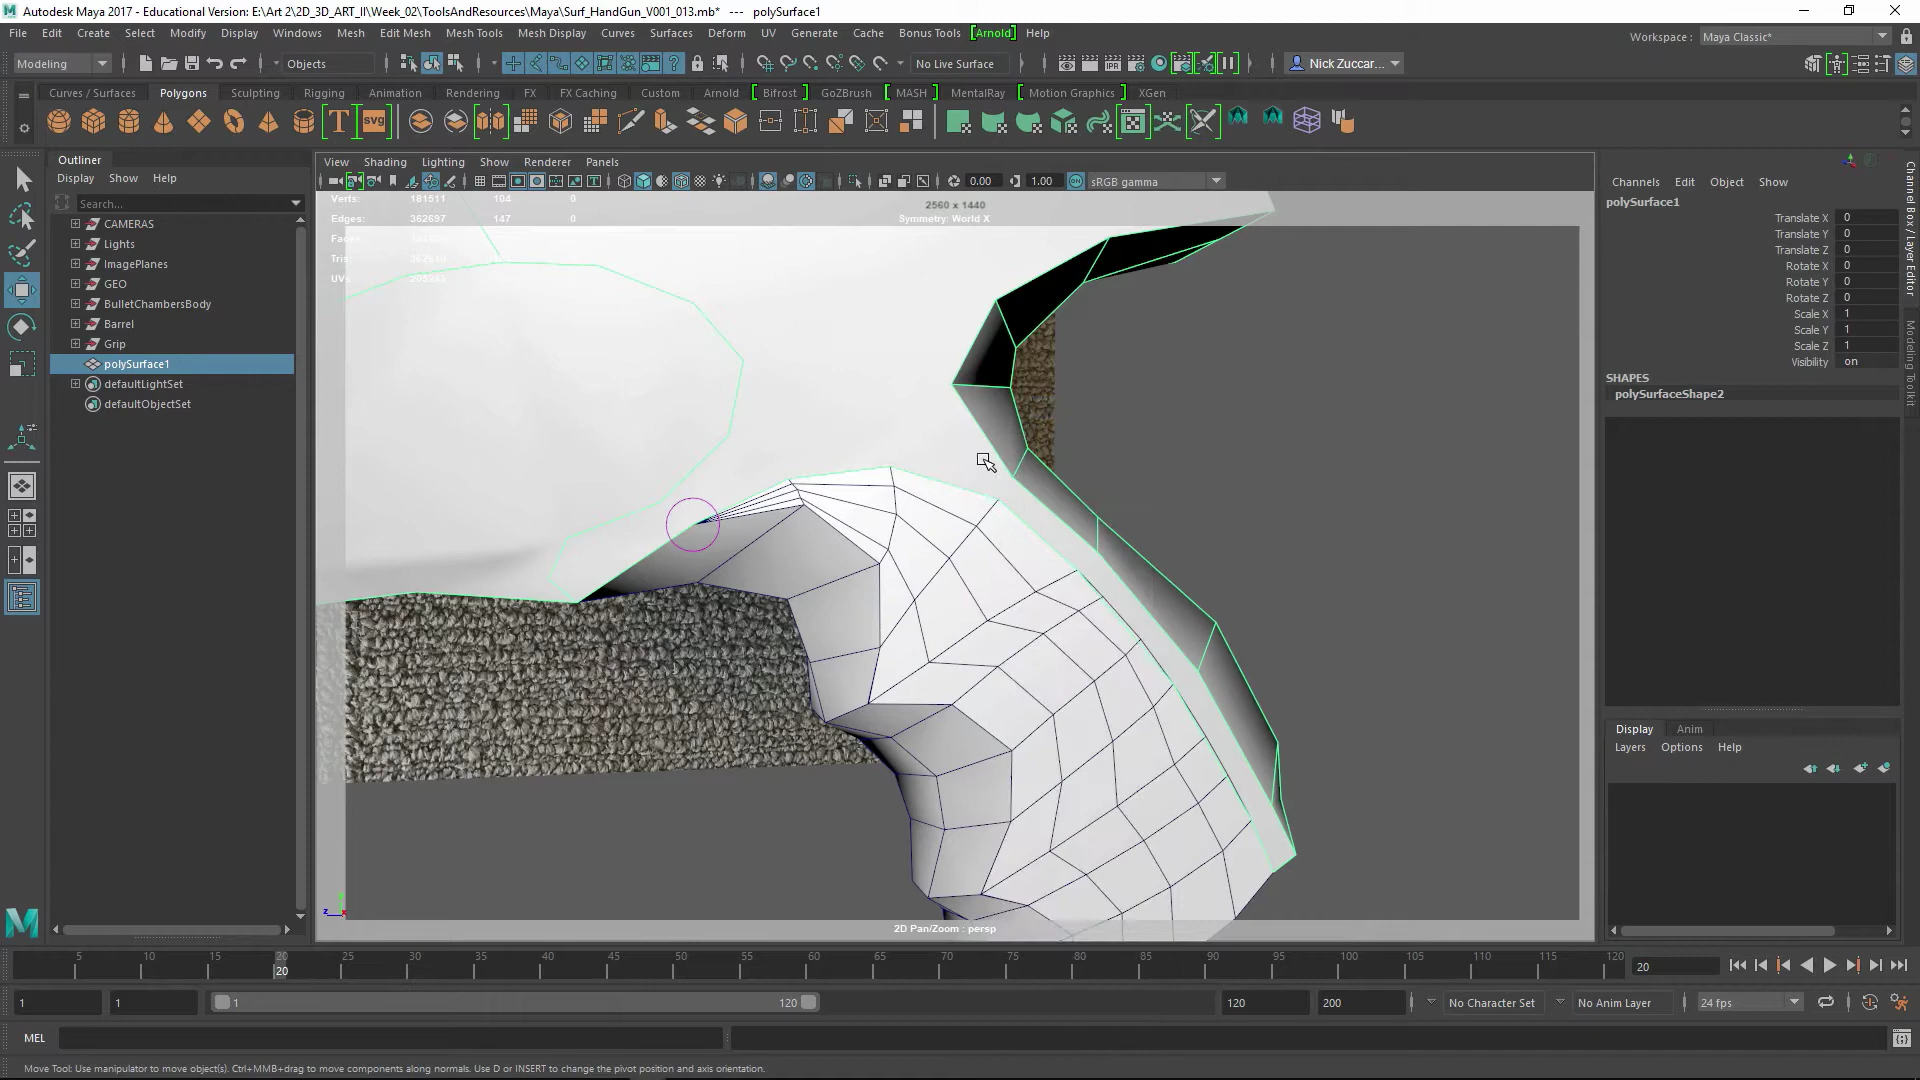 Autodesk Maya 2017 - Educational Version: E:\Art 2\2D_3D_ART_II\Week_02\ToolsAndResources\Maya\Surf_HandGun_V001_013.mb* --- polySurface1
File Edit Create Select Modify Display Windows Mesh Edit Mesh Mesh Tools Mesh Display Curves Surfaces Deform UV Generate Cache Bonus Tools [Arnold] Help
Workspace : Maya Classic*
Modeling Objects No Live Surface Nick Zuccar...
Curves / Surfaces Polygons Sculpting Rigging Animation Rendering FX FX Caching Custom Arnold Bifrost GoZBrush MASH MentalRay Motion Graphics XGen
T svg
Outliner
Display Show Help
Search...
CAMERAS
Lights
ImagePlanes
GEO
BulletChambersBody
Barrel
Grip
polySurface1
defaultLightSet
defaultObjectSet
View Shading Lighting Show Renderer Panels
0.00 1.00 sRGB gamma
Verts: 181511 104 0
2560 x 1440
Edges: 362697 147 0
Symmetry: World X
Tris:
UVs
2D Pan/Zoom : persp
Channels Edit Object Show
polySurface1
Translate X 0
Translate Y 0
Translate Z 0
Rotate X 0
Rotate Y 0
Rotate Z 0
Scale X 1
Scale Y 1
Scale Z 1
Visibility on
SHAPES
polySurfaceShape2
Channel Box / Layer Editor
Modeling Toolkit
Display Anim
Layers Options Help
5 10 15 20 25 30 35 40 45 50 55 60 65 70 75 80 85 90 95 100 105 110 115 120
20
20
1 1 1 120 120 200 No Character Set No Anim Layer 24 fps
MEL
Move Tool: Use manipulator to move object(s). Ctrl+MMB+drag to move components along normals. Use D or INSERT to change the pivot position and axis orientation.